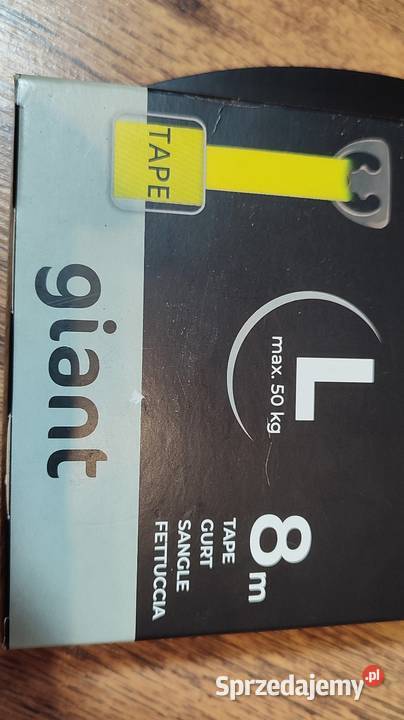 TAPE
L
max. 50 kg
8 m
TAPE
GURT
SANGLE
FETTUCCIA
giant
Sprzedajemy.pl